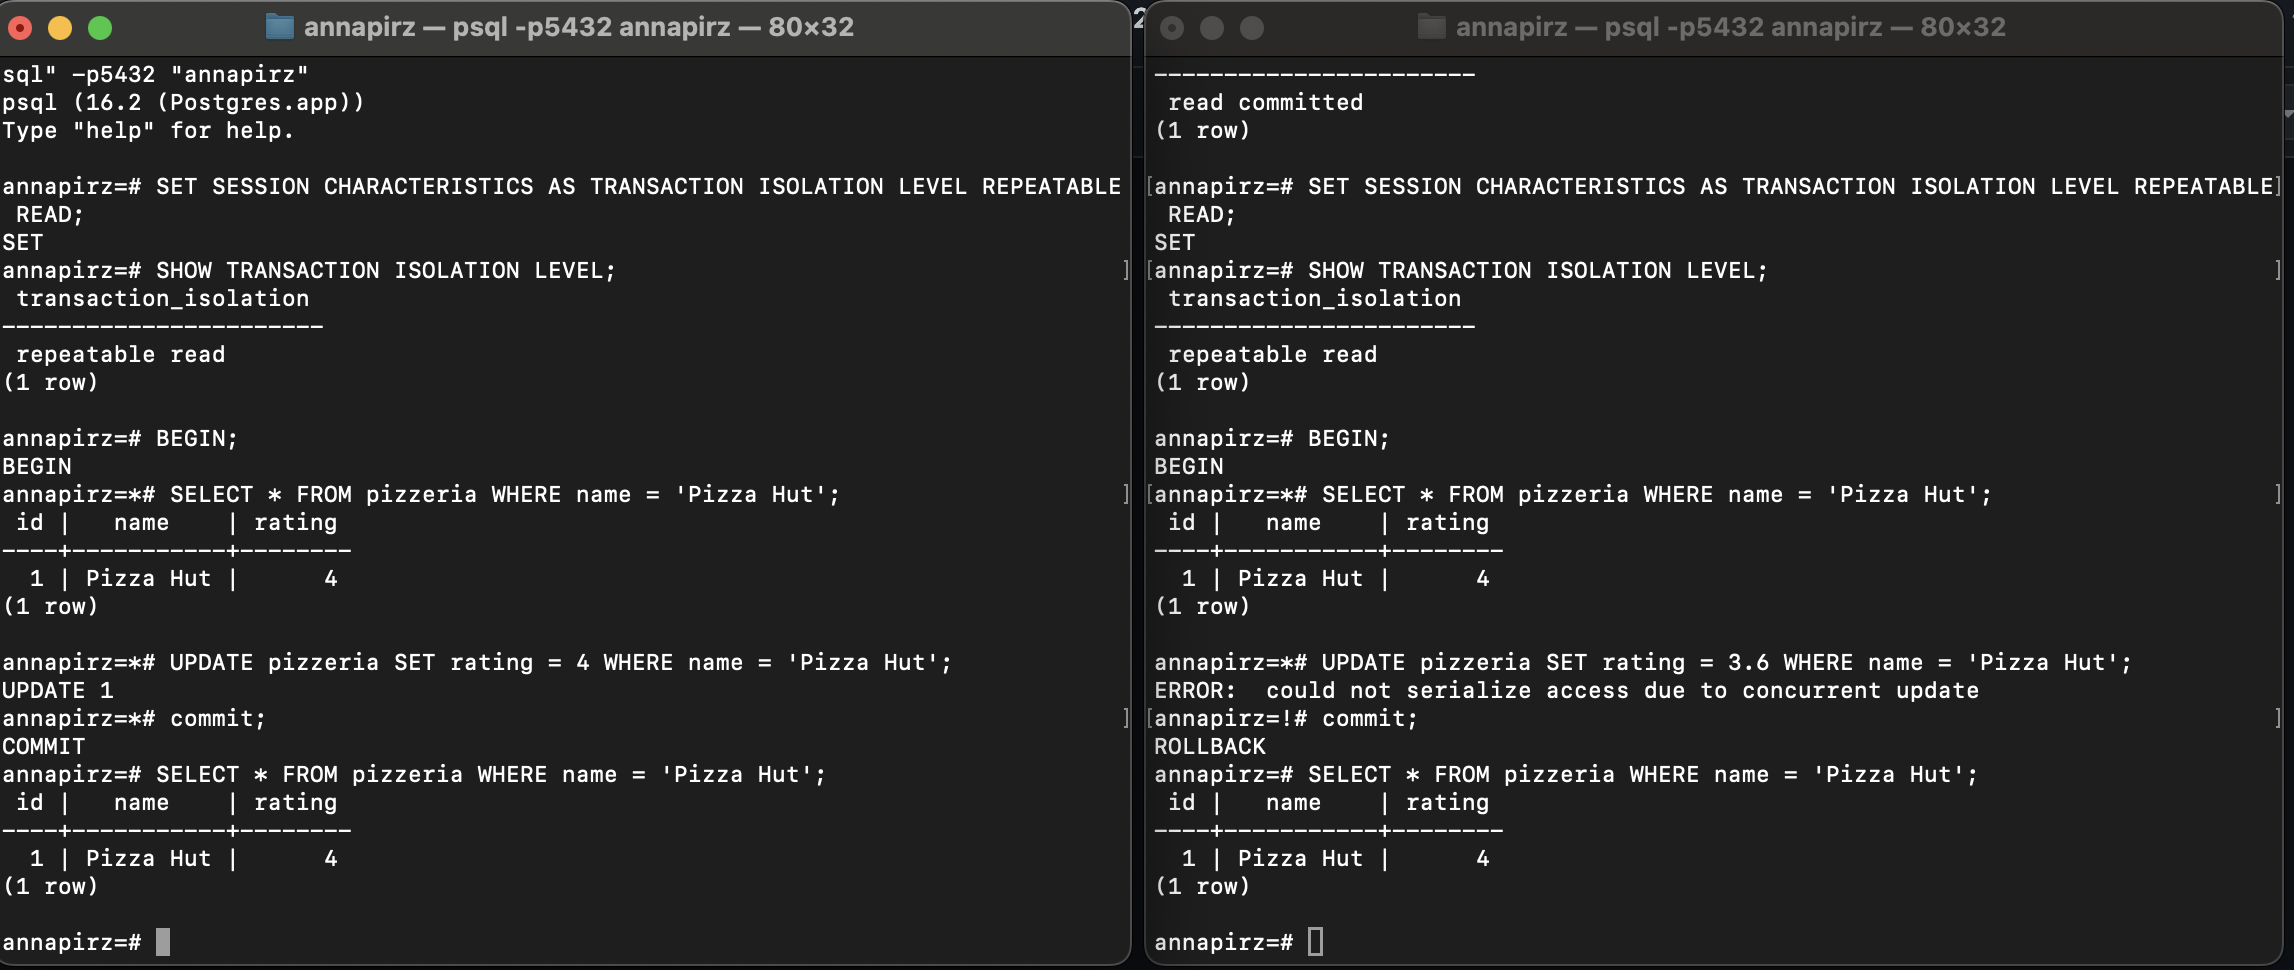 annapirz — psql -p5432 annapirz — 80×32
sql" -p5432 "annapirz"
psql (16.2 (Postgres.app))
Type "help" for help.
annapirz=# SET SESSION CHARACTERISTICS AS TRANSACTION ISOLATION LEVEL REPEATABLE
 READ;
SET
annapirz=# SHOW TRANSACTION ISOLATION LEVEL;
 transaction_isolation
-----------------------
 repeatable read
(1 row)
annapirz=# BEGIN;
BEGIN
annapirz=*# SELECT * FROM pizzeria WHERE name = 'Pizza Hut';
 id |   name    | rating
----+-----------+--------
  1 | Pizza Hut |      4
(1 row)
annapirz=*# UPDATE pizzeria SET rating = 4 WHERE name = 'Pizza Hut';
UPDATE 1
annapirz=*# commit;
COMMIT
annapirz=# SELECT * FROM pizzeria WHERE name = 'Pizza Hut';
 id |   name    | rating
----+-----------+--------
  1 | Pizza Hut |      4
(1 row)
annapirz=#
annapirz — psql -p5432 annapirz — 80×32
-----------------------
 read committed
(1 row)
[annapirz=# SET SESSION CHARACTERISTICS AS TRANSACTION ISOLATION LEVEL REPEATABLE]
 READ;
SET
[annapirz=# SHOW TRANSACTION ISOLATION LEVEL; ]
 transaction_isolation
-----------------------
 repeatable read
(1 row)
annapirz=# BEGIN;
BEGIN
[annapirz=*# SELECT * FROM pizzeria WHERE name = 'Pizza Hut'; ]
 id |   name    | rating
----+-----------+--------
  1 | Pizza Hut |      4
(1 row)
annapirz=*# UPDATE pizzeria SET rating = 3.6 WHERE name = 'Pizza Hut';
ERROR:  could not serialize access due to concurrent update
[annapirz=!# commit; ]
ROLLBACK
annapirz=# SELECT * FROM pizzeria WHERE name = 'Pizza Hut';
 id |   name    | rating
----+-----------+--------
  1 | Pizza Hut |      4
(1 row)
annapirz=#